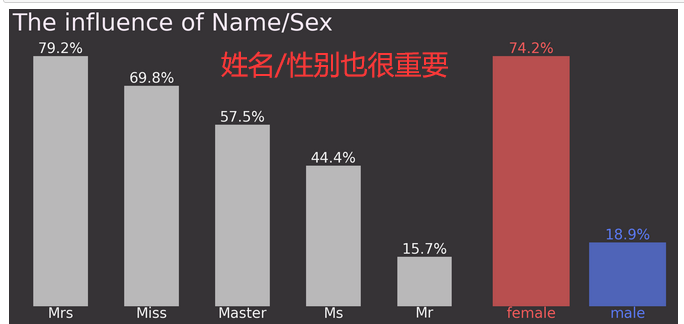 The influence of Name/Sex
姓名/性别也很重要
79.2%
69.8%
57.5%
44.4%
15.7%
74.2%
18.9%
Mrs
Miss
Master
Ms
Mr
female
male